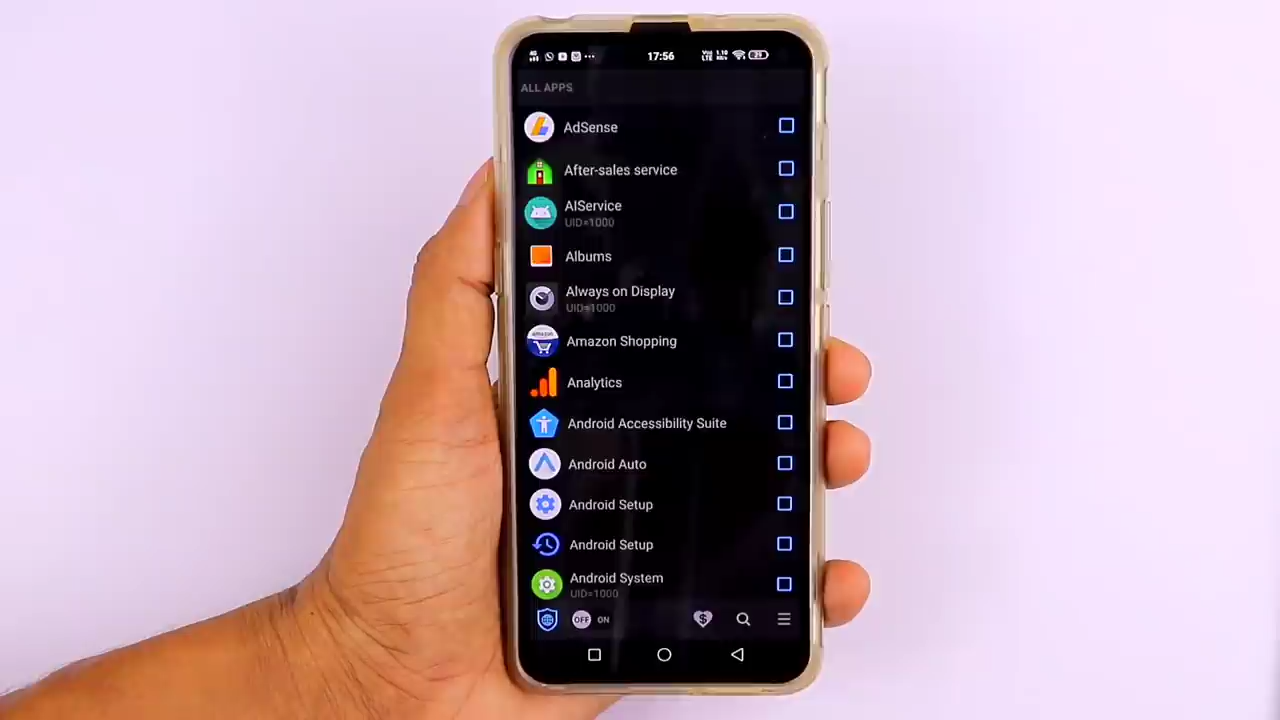 17:56
ALL APPS
AdSense
After-sales service
AIService
UID=1000
Albums
Always on Display
UID=1000
Amazon Shopping
Analytics
Android Accessibility Suite
Android Auto
Android Setup
Android Setup
Android System
UID=1000
OFF ON